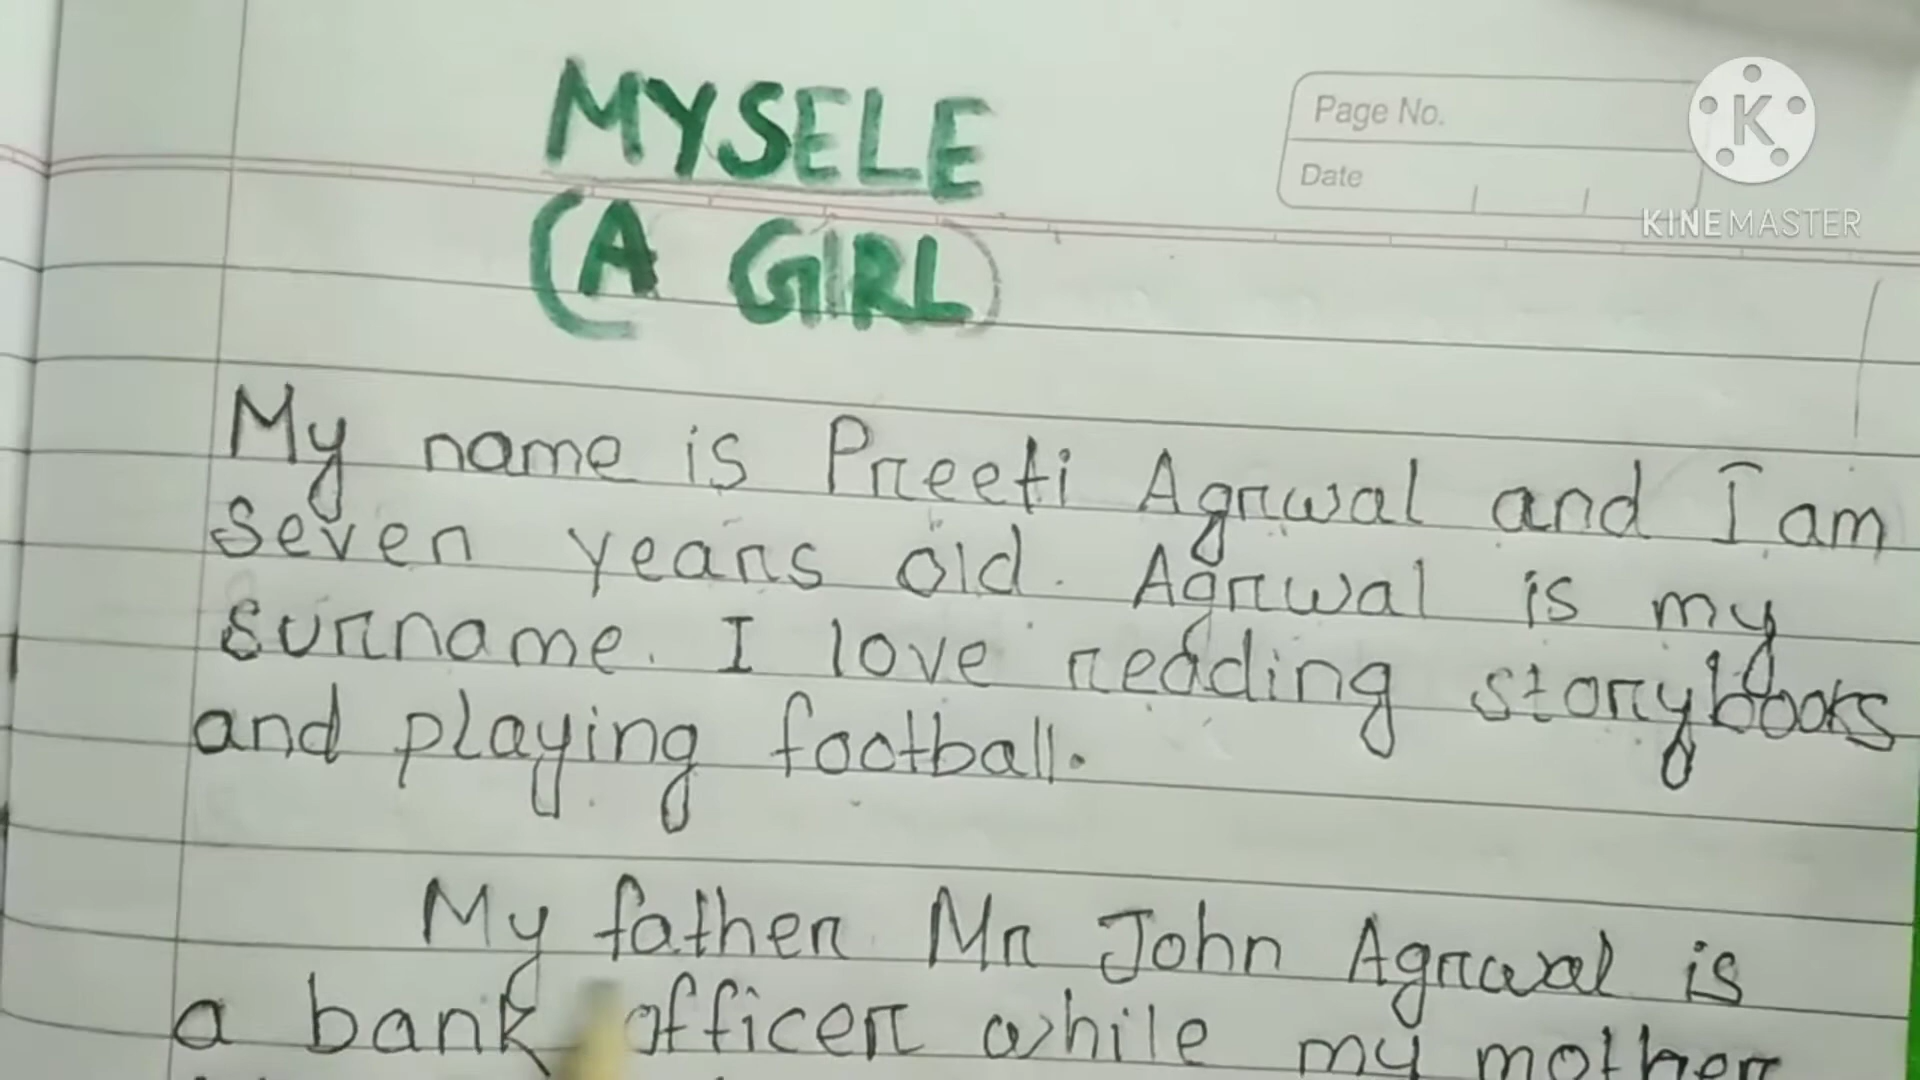 MYSELE
(A GIRL)
Page No.
Date
KINEMASTER
My name is Preeti Agrwal and I am
seven years old. Agrwal is my
surname. I love reading storybooks
and playing football.
My father Mr John Agrwal is
a bank officer while my mother